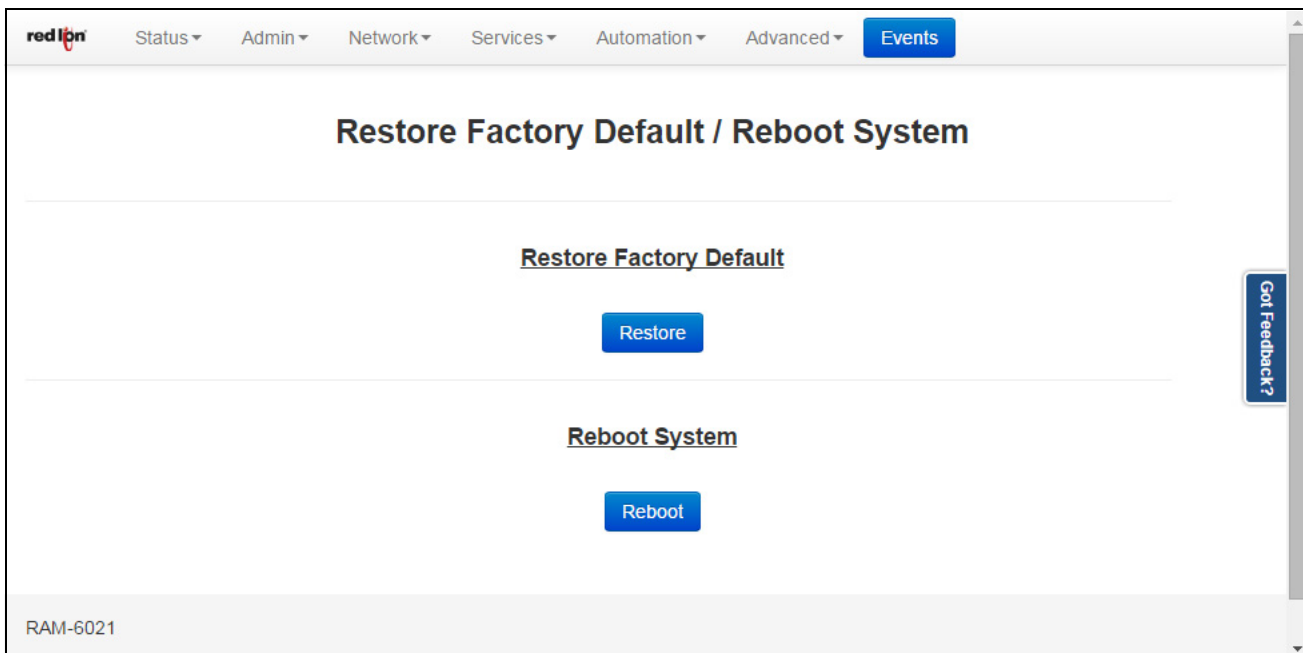 red lion Status Admin Network Services Automation Advanced Events
Restore Factory Default / Reboot System
Restore Factory Default
Restore
Got Feedback?
Reboot System
Reboot
RAM-6021